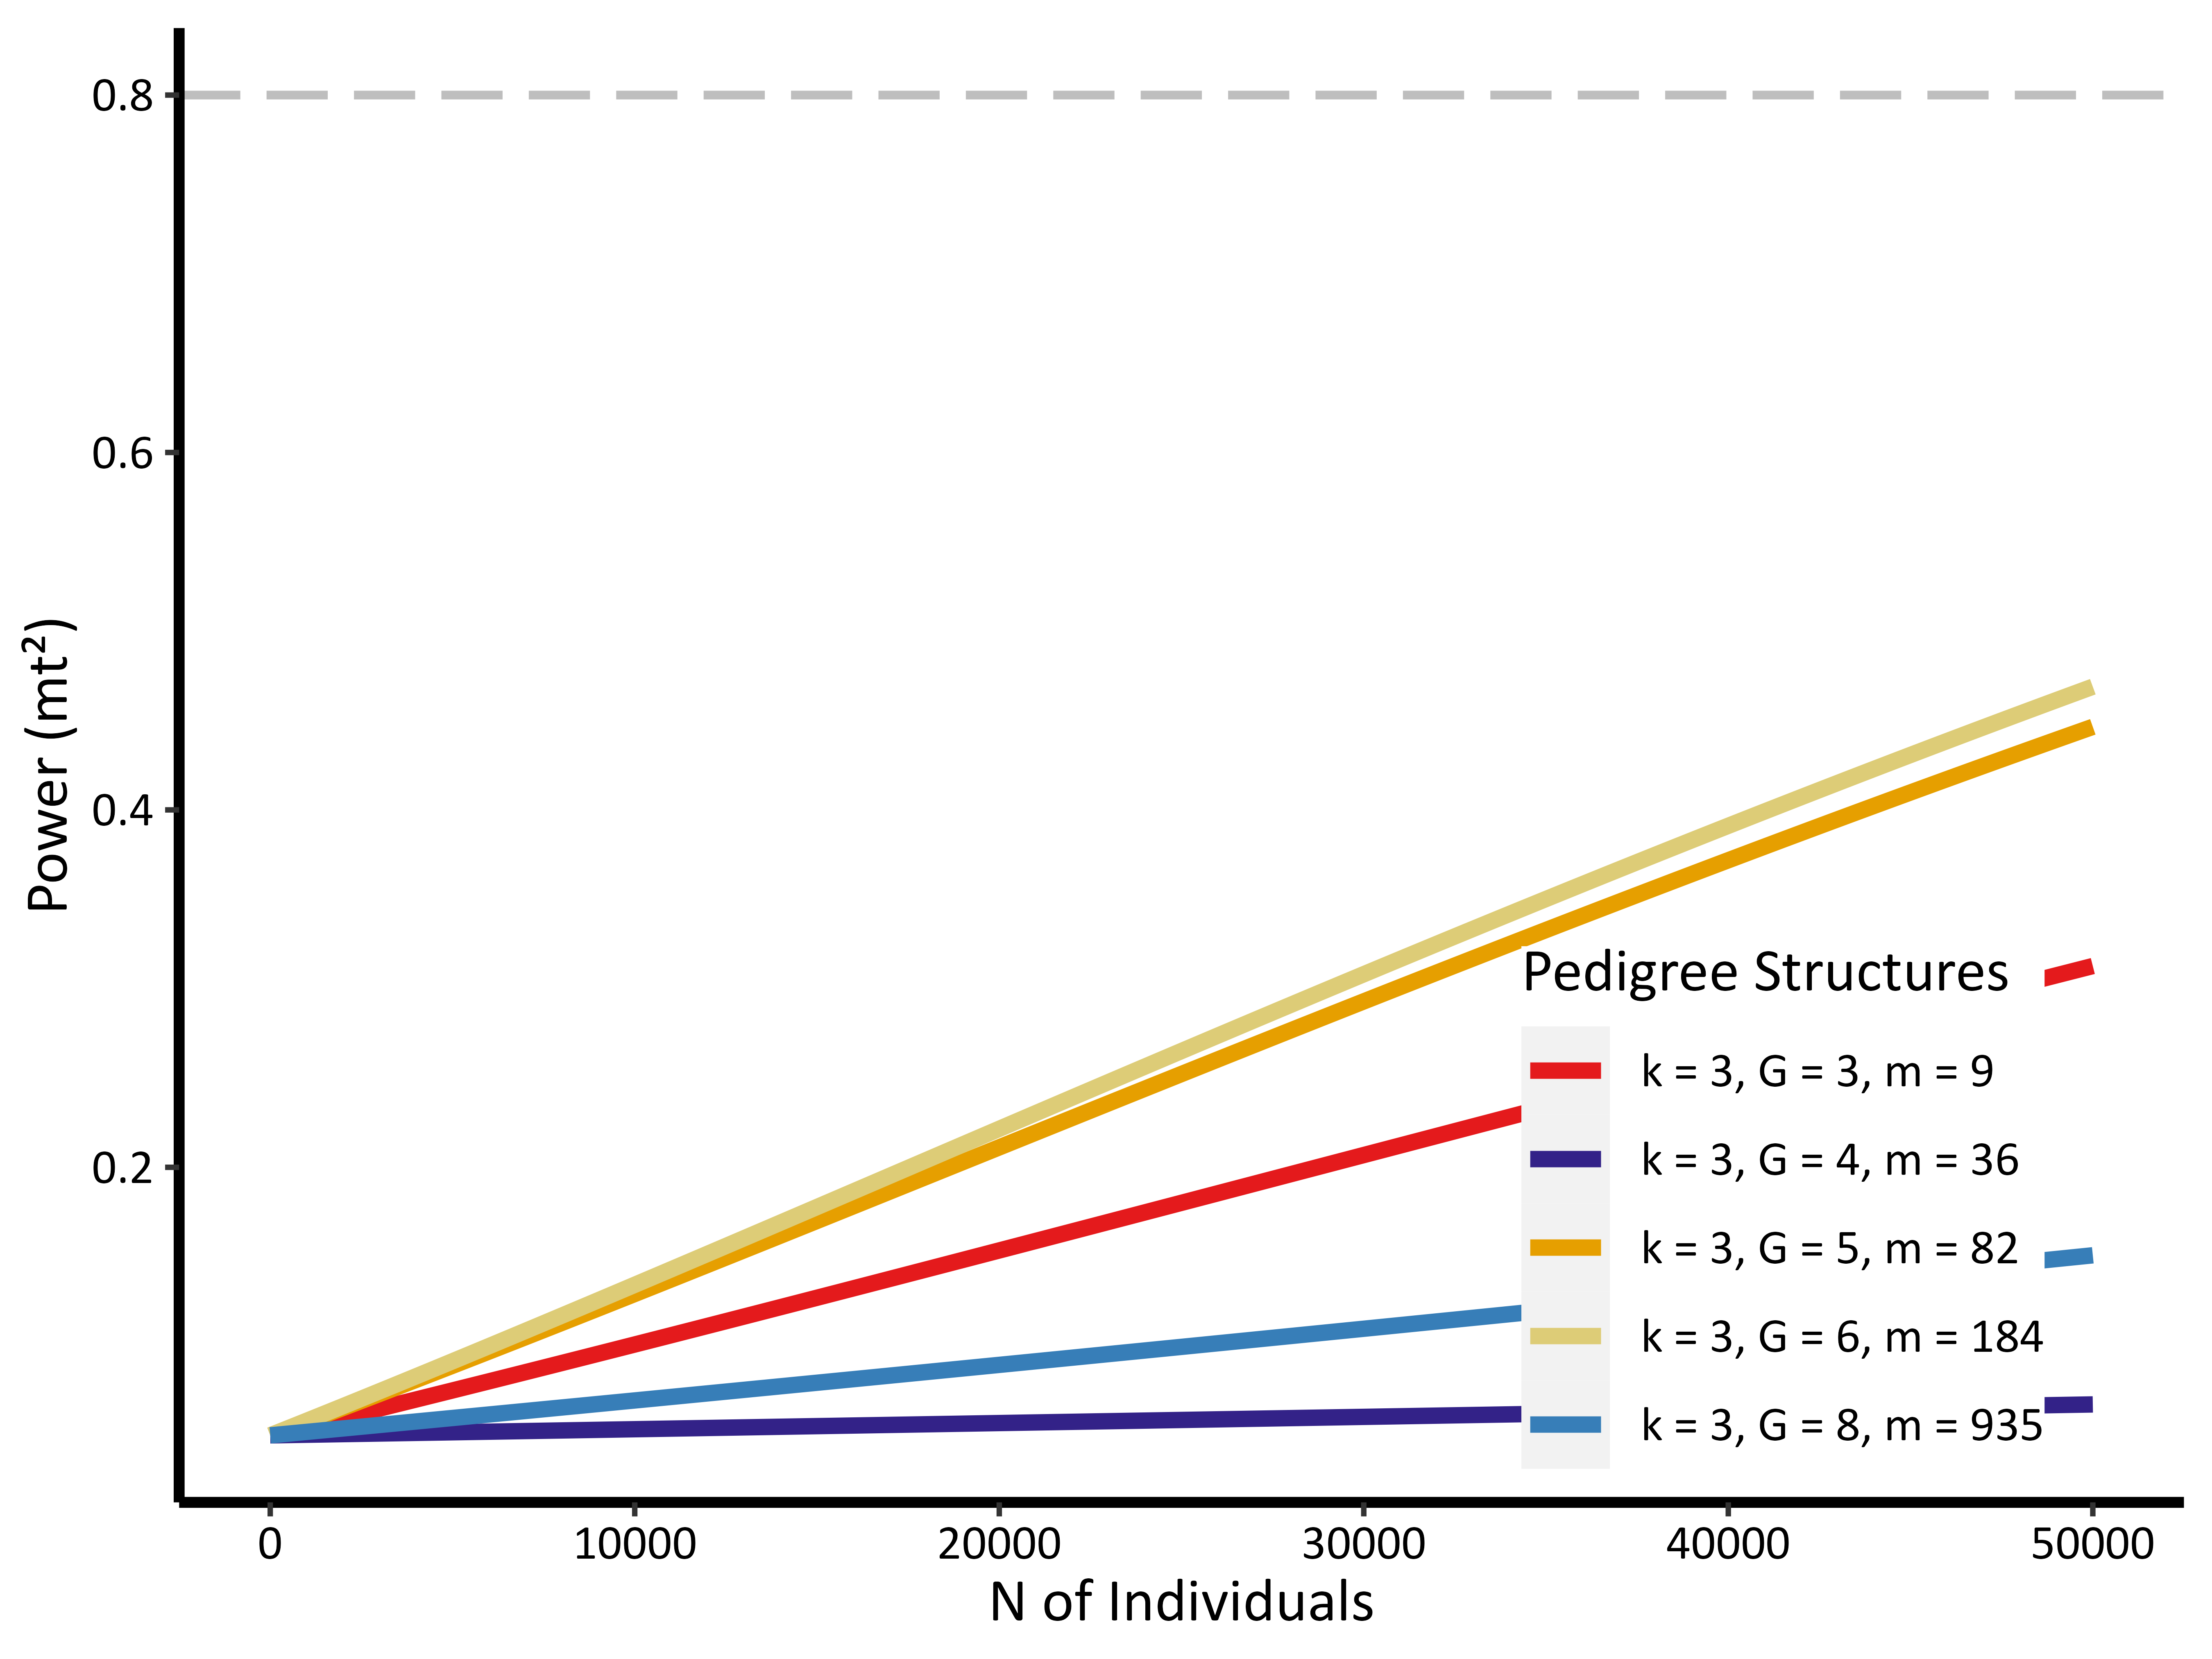 0.8
0.6
0.4
0.2
Power (mt²)
Pedigree Structures
k = 3, G = 3, m = 9
k = 3, G = 4, m = 36
k = 3, G = 5, m = 82
k = 3, G = 6, m = 184
k = 3, G = 8, m = 935
0 10000 20000 30000 40000 50000
N of Individuals